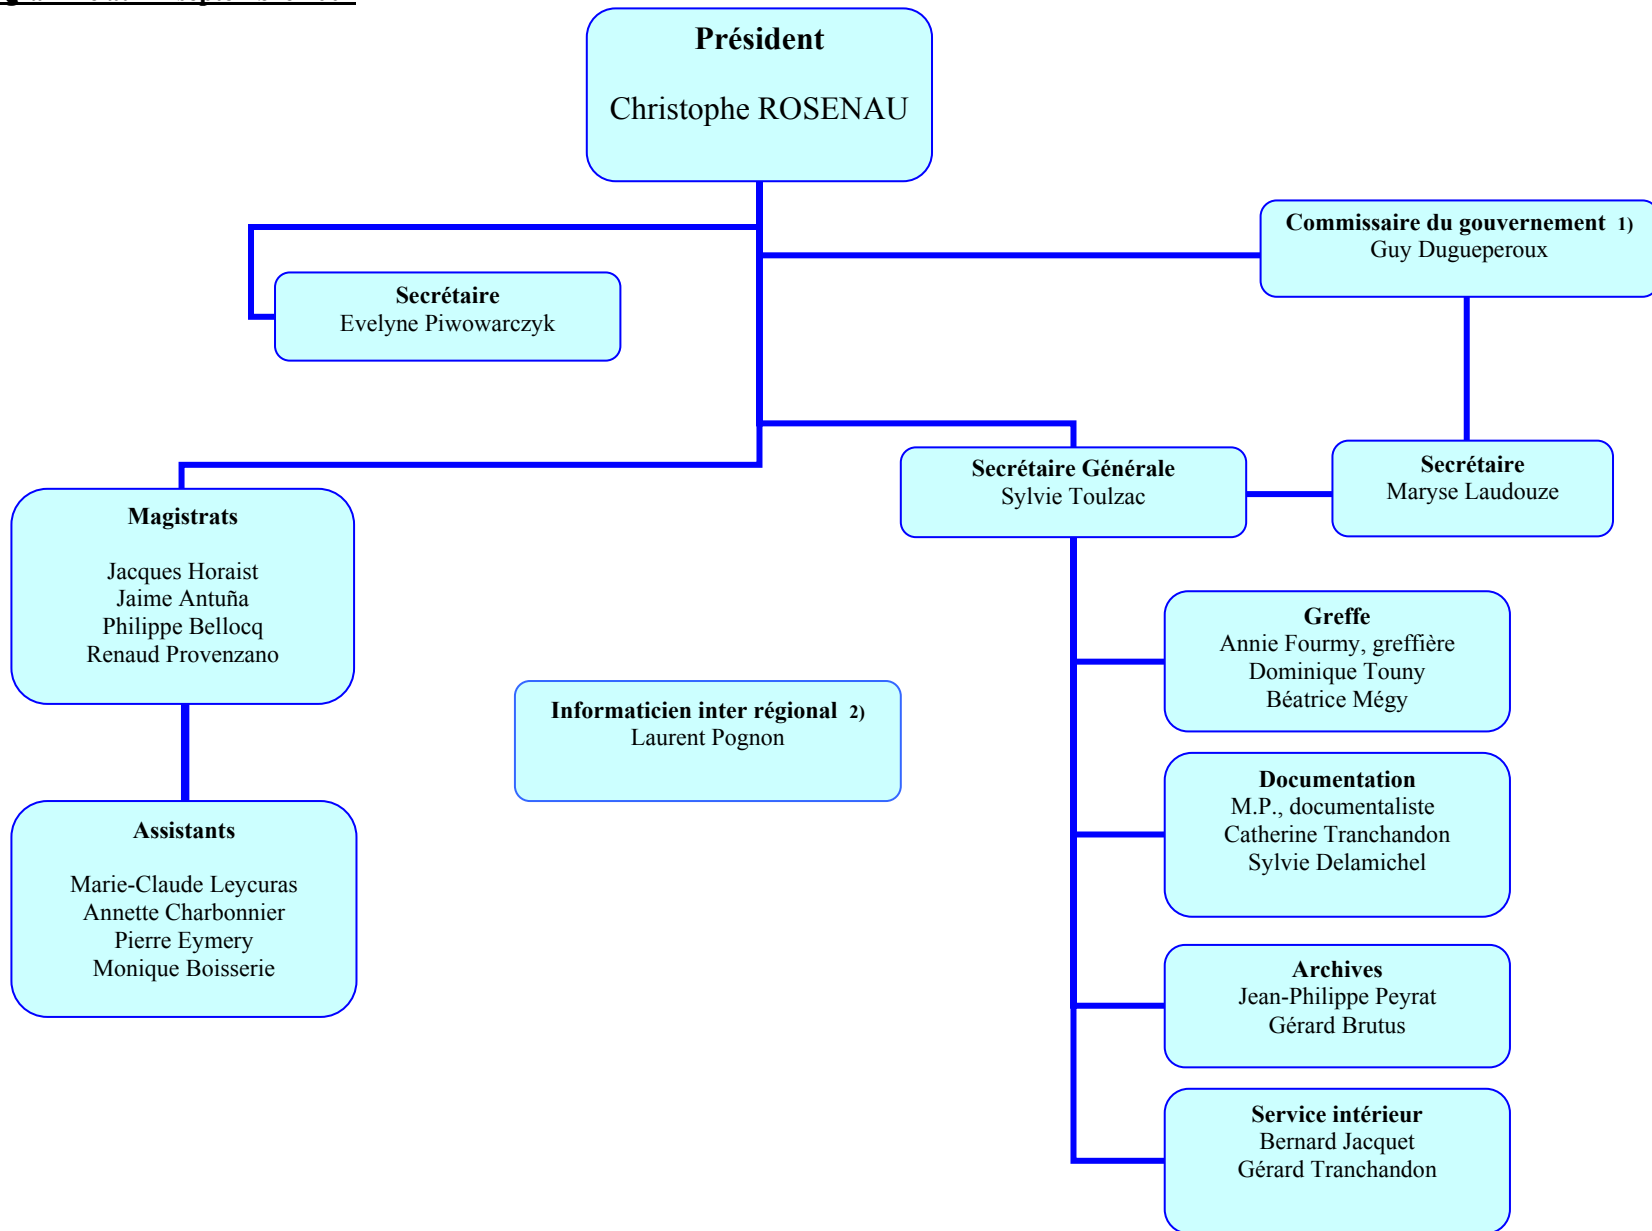 Président
Christophe ROSENAU
Commissaire du gouvernement 1)
Guy Dugueperoux
Secrétaire
Evelyne Piwowarczyk
Secrétaire Générale
Sylvie Toulzac
Secrétaire
Maryse Laudouze
Magistrats
Jacques Horaist
Jaime Antuña
Philippe Bellocq
Renaud Provenzano
Greffe
Annie Fourmy, greffière
Dominique Touny
Béatrice Mégy
Informaticien inter régional 2)
Laurent Pognon
Documentation
M.P., documentaliste
Catherine Tranchandon
Sylvie Delamichel
Assistants
Marie-Claude Leycuras
Annette Charbonnier
Pierre Eymery
Monique Boisserie
Archives
Jean-Philippe Peyrat
Gérard Brutus
Service intérieur
Bernard Jacquet
Gérard Tranchandon